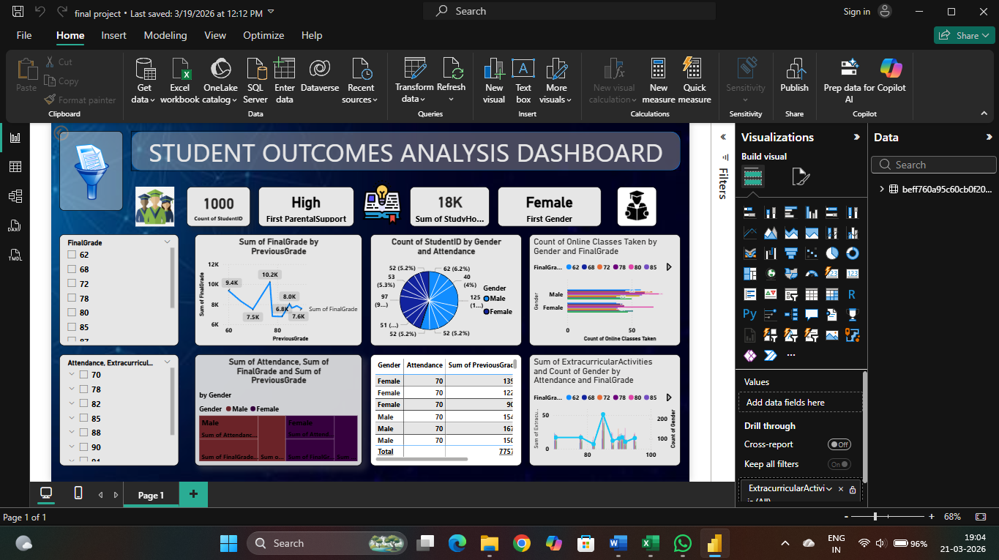 final project • Last saved: 3/19/2026 at 12:12 PM
Search
Sign in
File Home Insert Modeling View Optimize Help
Share
Paste
Cut
Copy
Format painter
Clipboard
Get data
Excel workbook
OneLake catalog
SQL Server
Enter data
Dataverse
Recent sources
Data
Transform data
Refresh
Queries
New visual
Text box
More visuals
Insert
New visual calculation
New measure
Quick measure
Calculations
Sensitivity
Sensitivity
Publish
Share
Prep data for AI
Copilot
Copilot
STUDENT OUTCOMES ANALYSIS DASHBOARD
1000
Count of StudentID
High
First ParentalSupport
18K
Sum of StudyHo...
Female
First Gender
FinalGrade
62
68
72
78
80
85
Sum of FinalGrade by
PreviousGrade
Sum of FinalGrade
12K
10K
8K
6K
9.4K
7.5K
10.2K
6.8K
8.0K
7.6K
Sum of FinalGrade
60
80
PreviousGrade
Count of StudentID by Gender
and Attendance
52 (5.2%)
53
(5.3%)
97
(9...)
51 (...)
52 (5.2%)
62 (6.2%)
40
(4%)
125
(1...)
52 (5.2%)
Gender
Male
Female
Count of Online Classes Taken by
Gender and FinalGrade
FinalGra... 62 68 72 78 80 85
Gender
Male
Female
0
50
Count of Online Classes Taken
Attendance, Extracurricul...
70
78
82
85
88
90
Sum of Attendance, Sum of
FinalGrade and Sum of
PreviousGrade
by Gender
Gender Male Female
Male
Sum of Attendanc...
Sum of FinalGrade...
Sum o...
Female
Sum of Attend...
Sum of FinalGr...
Sum ...
Gender Attendance Sum of PreviousGrad
Female 70 139
Female 70 122
Female 70 90
Male 70 154
Male 70 167
Male 70 150
Total 7757
Sum of ExtracurricularActivities
and Count of Gender by
Attendance and FinalGrade
FinalGra... 62 68 72 78 80 85
Sum of Extracu...
50
0
200
100
Count of Gender
80
100
Filters
Visualizations
Build visual
Values
Add data fields here
Drill through
Cross-report
Off
Keep all filters
On
ExtracurricularActivi
is (All)
Data
Search
beff760a95c60cb0f20...
DAX
TMDL
Page 1
Page 1 of 1
- + 68%
Search
ENG
IN
96%
19:04
21-03-2026